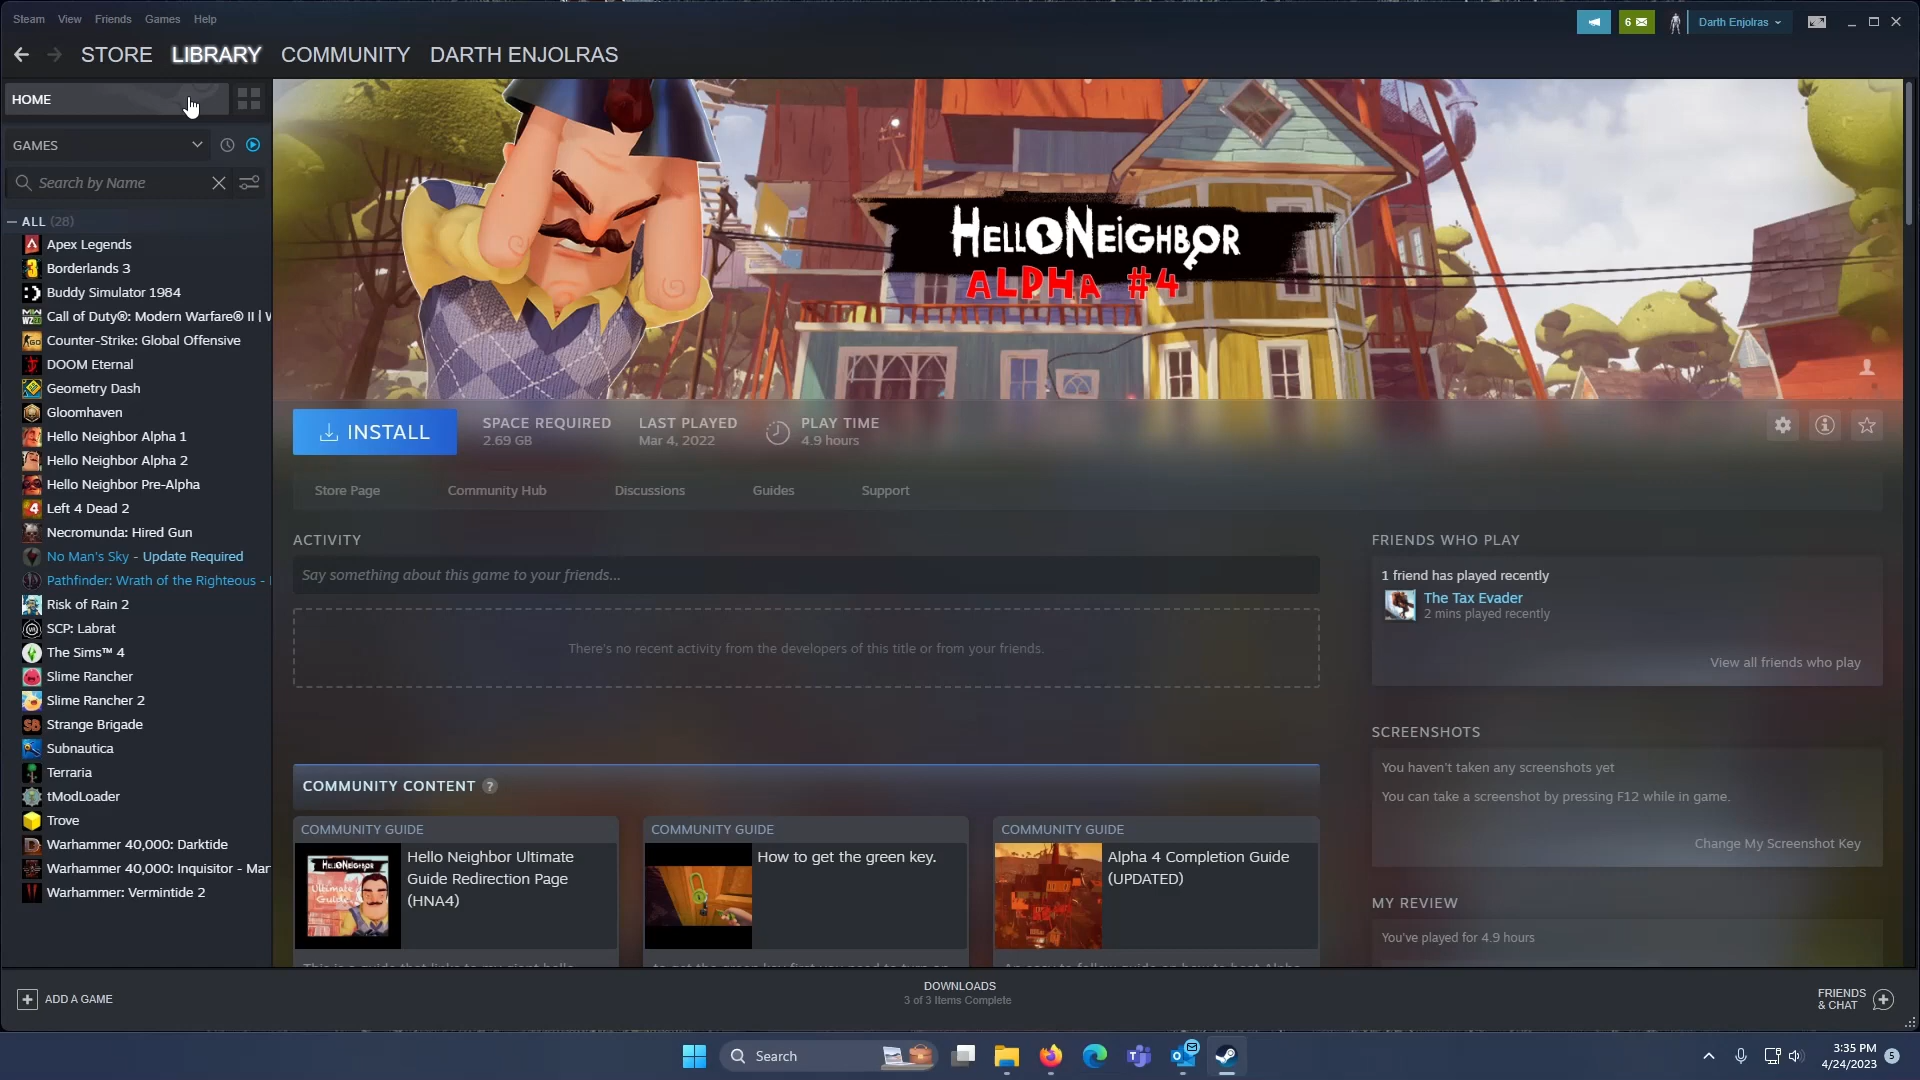 Steam View Friends Games Help
6
Darth Enjolras
STORE LIBRARY COMMUNITY DARTH ENJOLRAS
HOME
GAMES
Search by Name
ALL (28)
Apex Legends
Borderlands 3
Buddy Simulator 1984
Call of Duty®: Modern Warfare® II |
Counter-Strike: Global Offensive
DOOM Eternal
Geometry Dash
Gloomhaven
Hello Neighbor Alpha 1
Hello Neighbor Alpha 2
Hello Neighbor Pre-Alpha
Left 4 Dead 2
Necromunda: Hired Gun
No Man's Sky - Update Required
Pathfinder: Wrath of the Righteous -
Risk of Rain 2
SCP: Labrat
The Sims™ 4
Slime Rancher
Slime Rancher 2
Strange Brigade
Subnautica
Terraria
tModLoader
Trove
Warhammer 40,000: Darktide
Warhammer 40,000: Inquisitor - Mar
Warhammer: Vermintide 2
HELLO NEIGHBOR
ALPHA #4
INSTALL
SPACE REQUIRED
2.69 GB
LAST PLAYED
Mar 4, 2022
PLAY TIME
4.9 hours
Store Page Community Hub Discussions Guides Support
ACTIVITY
Say something about this game to your friends...
There's no recent activity from the developers of this title or from your friends.
FRIENDS WHO PLAY
1 friend has played recently
The Tax Evader
2 mins played recently
View all friends who play
SCREENSHOTS
You haven't taken any screenshots yet
You can take a screenshot by pressing F12 while in game.
Change My Screenshot Key
MY REVIEW
You've played for 4.9 hours
COMMUNITY CONTENT ?
COMMUNITY GUIDE
Hello Neighbor Ultimate
Guide Redirection Page
(HNA4)
COMMUNITY GUIDE
How to get the green key.
COMMUNITY GUIDE
Alpha 4 Completion Guide
(UPDATED)
ADD A GAME
DOWNLOADS
3 of 3 Items Complete
FRIENDS
& CHAT
Search
3:35 PM
4/24/2023
5